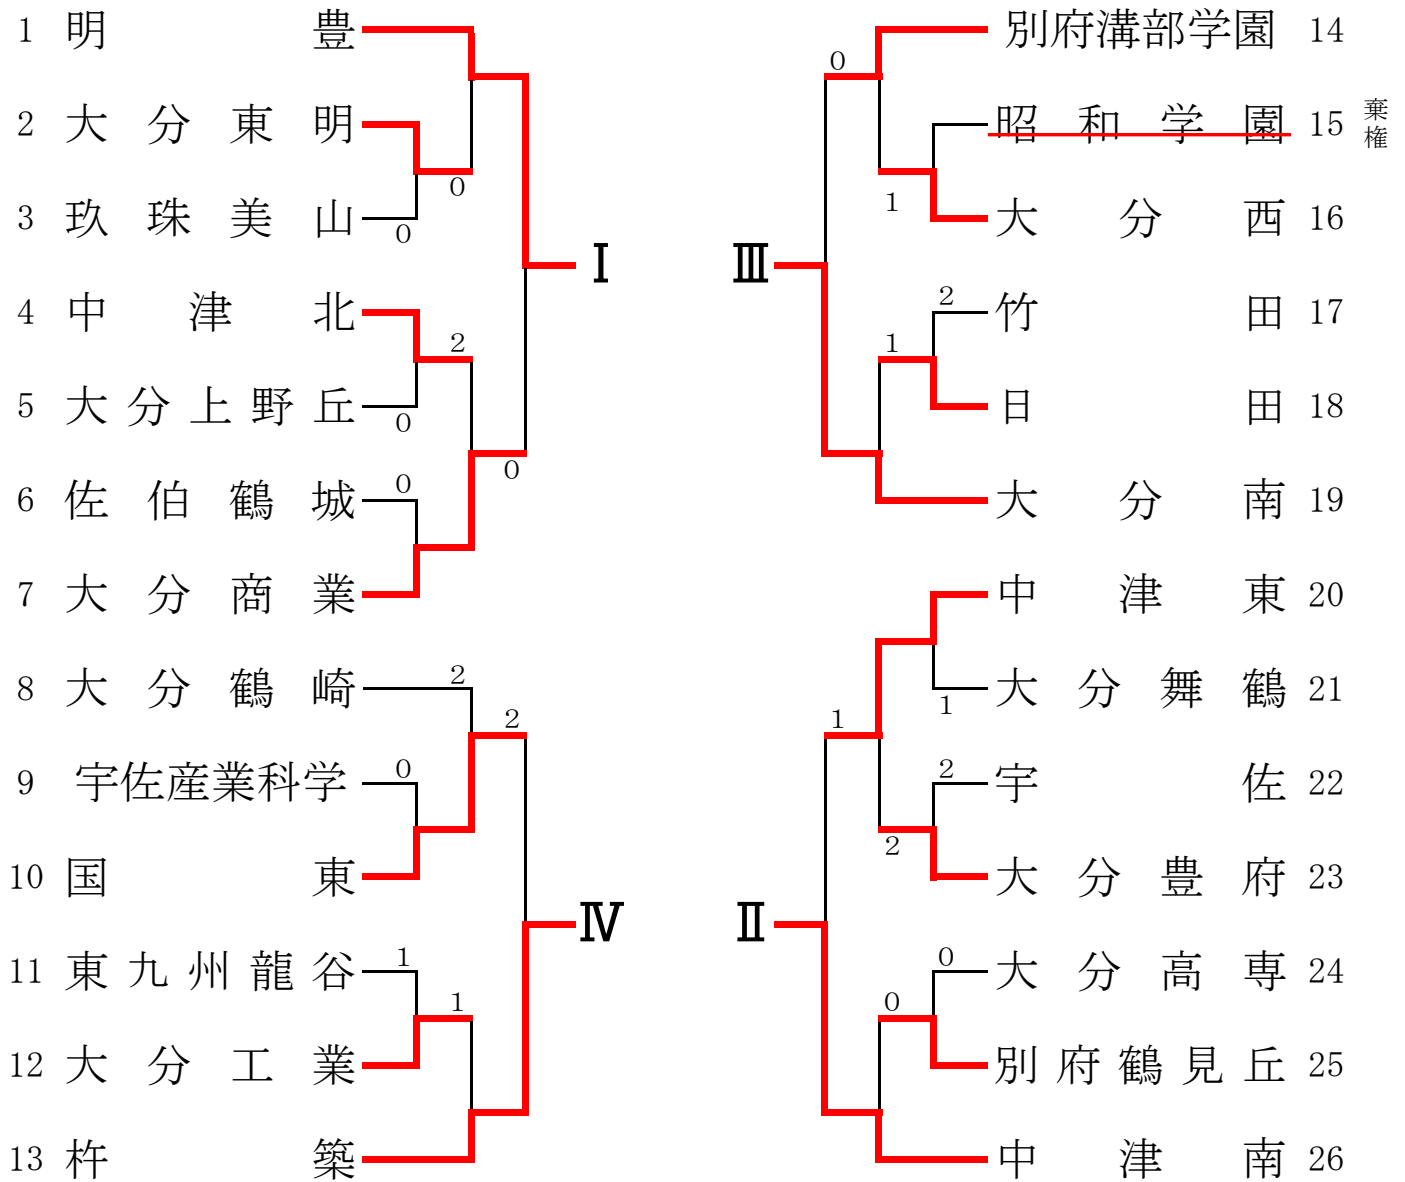 1 明豊
2 大分東明
0
3 玖珠美山
0
Ⅰ
4 中津北
2
5 大分上野丘
0
0
6 佐伯鶴城
0
7 大分商業
8 大分鶴崎
2
2
9 宇佐産業科学
0
10 国東
Ⅳ
11 東九州龍谷
1
1
12 大分工業
13 杵築
別府溝部学園 14
0
昭和学園 15 棄権
1
大分西 16
Ⅲ
2
竹田 17
1
日田 18
大分南 19
中津東 20
大分舞鶴 21
1
1
2
宇佐 22
2
大分豊府 23
Ⅱ
0
大分高専 24
0
別府鶴見丘 25
中津南 26